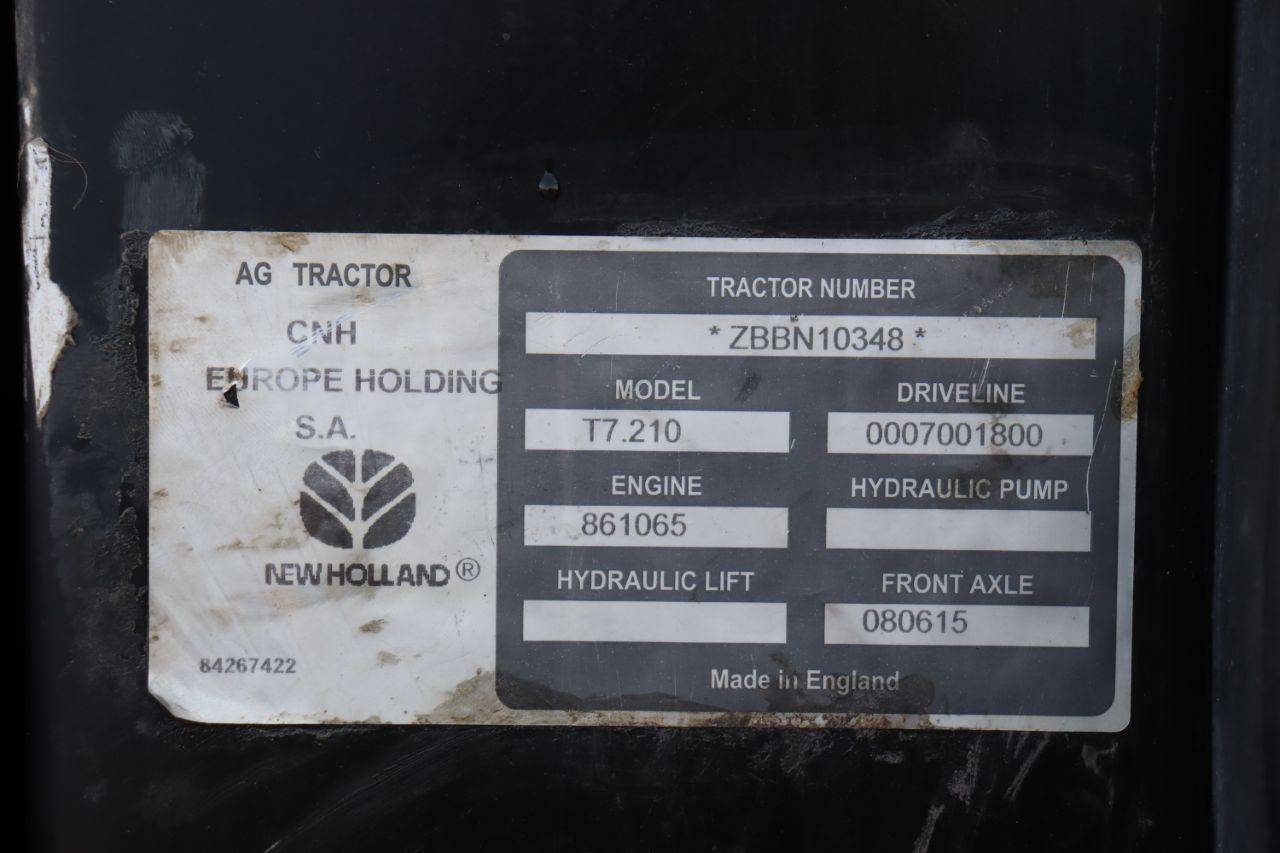 AG TRACTOR
CNH
EUROPE HOLDING
S.A.
NEW HOLLAND ®
84267422
TRACTOR NUMBER
* ZBBN10348 *
MODEL
T7.210
DRIVELINE
0007001800
ENGINE
861065
HYDRAULIC PUMP
HYDRAULIC LIFT
FRONT AXLE
080615
Made in England